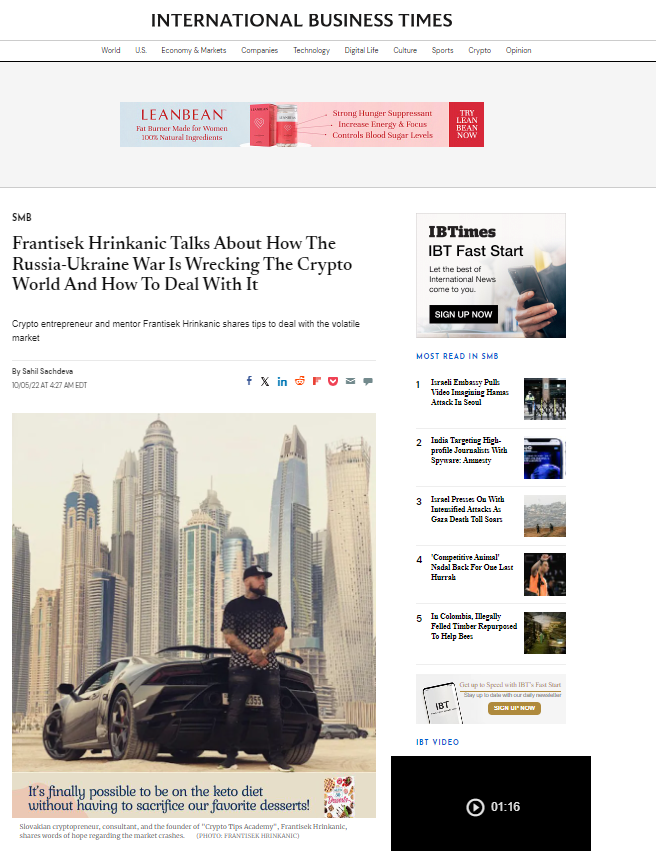 INTERNATIONAL BUSINESS TIMES
World U.S. Economy & Markets Companies Technology Digital Life Culture Sports Crypto Opinion
LEANBEAN
Fat Burner Made for Women
100% Natural Ingredients
Strong Hunger Suppressant
Increase Energy & Focus
Controls Blood Sugar Levels
TRY
LEAN
BEAN
NOW
SMB
Frantisek Hrinkanic Talks About How The
Russia-Ukraine War Is Wrecking The Crypto
World And How To Deal With It
Crypto entrepreneur and mentor Frantisek Hrinkanic shares tips to deal with the volatile
market
By Sahil Sachdeva
10/05/22 AT 4:27 AM EDT
It's finally possible to be on the keto diet
without having to sacrifice our favorite desserts!
Slovakian cryptopreneur, consultant, and the founder of "Crypto Tips Academy", Frantisek Hrinkanic,
shares words of hope regarding the market crashes. (PHOTO: FRANTISEK HRINKANIC)
IBTimes
IBT Fast Start
Let the best of
International News
come to you.
SIGN UP NOW
MOST READ IN SMB
1 Israeli Embassy Pulls
Video Imagining Hamas
Attack In Seoul
2 India Targeting High-
profile Journalists With
Spyware: Amnesty
3 Israel Presses On With
Intensified Attacks As
Gaza Death Toll Soars
4 'Competitive Animal'
Nadal Back For One Last
Hurrah
5 In Colombia, Illegally
Felled Timber Repurposed
To Help Bees
IBT
Get up to Speed with IBT's Fast Start
Stay up to date with our daily newsletter
SIGN UP NOW
IBT VIDEO
01:16